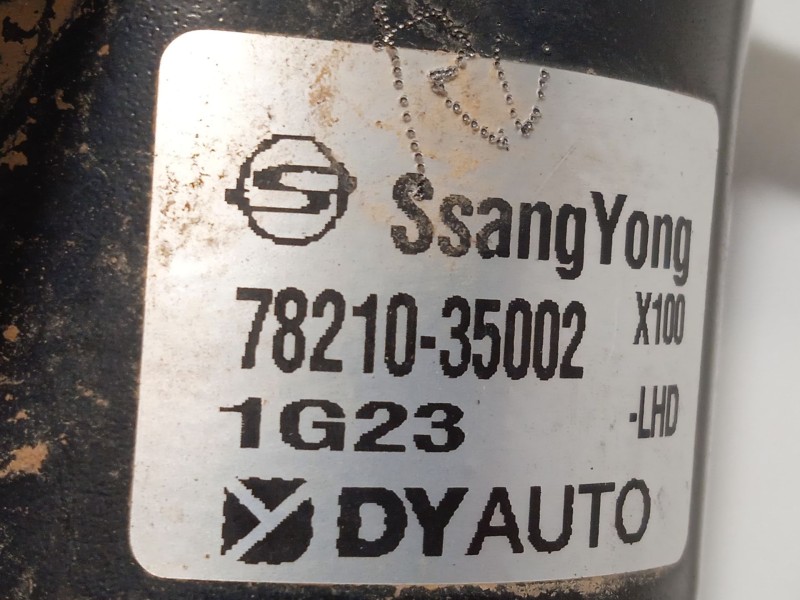 SsangYong
78210-35002 X100
1G23 -LHD
DYAUTO